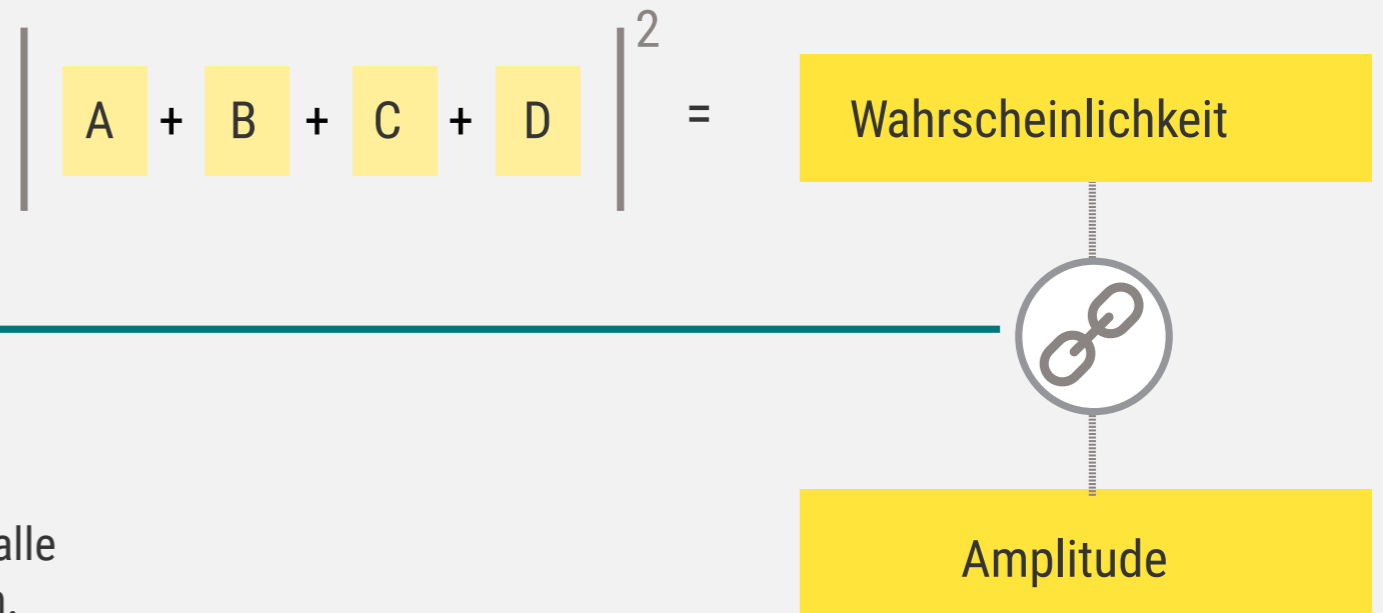 | A + B + C + D |² = Wahrscheinlichkeit
alle
Amplitude